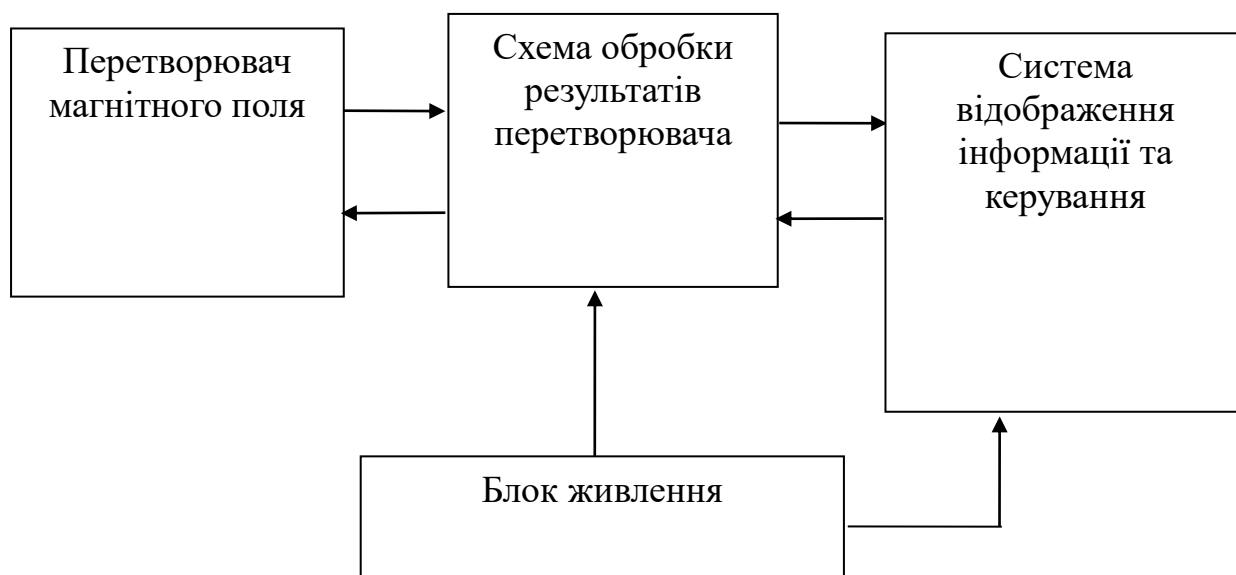 Перетворювач
магнітного поля
Схема обробки
результатів
перетворювача
Система
відображення
інформації та
керування
Блок живлення